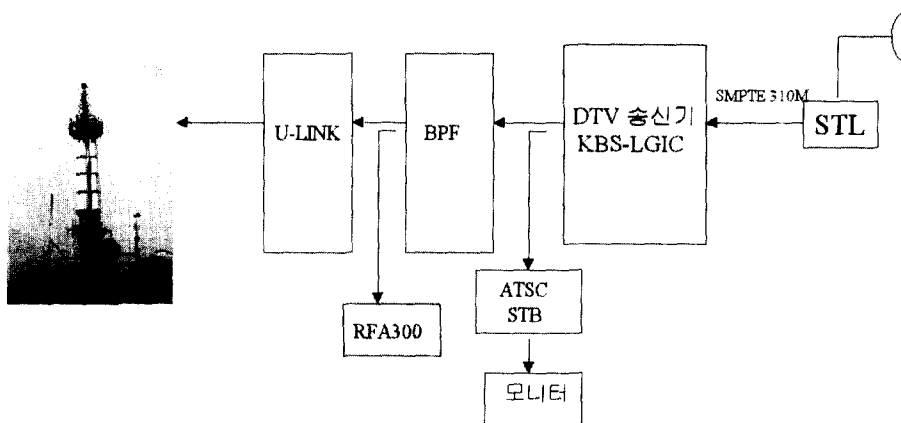 U-LINK
BPF
DTV 송신기
KBS-LGIC
SMPTE 310M
STL
RFA300
ATSC
STB
모니터